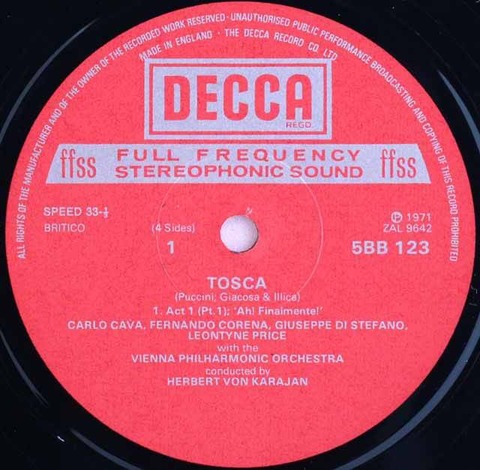 ALL RIGHTS OF THE MANUFACTURER AND OF THE OWNER OF THE RECORDED WORK RESERVED · UNAUTHORISED PUBLIC PERFORMANCE BROADCASTING AND COPYING OF THIS RECORD PROHIBITED
MADE IN ENGLAND · THE DECCA RECORD CO LTD
DECCA
REGD.
ffss FULL FREQUENCY STEREOPHONIC SOUND ffss
SPEED 33-⅓
BRITICO
(4 Sides)
1
Ⓟ 1971
ZAL 9642
5BB 123
TOSCA
(Puccini; Giacosa & Illica)
1. Act 1 (Pt.1); 'Ah! Finalmente!'
CARLO CAVA, FERNANDO CORENA, GIUSEPPE DI STEFANO,
LEONTYNE PRICE
with the
VIENNA PHILHARMONIC ORCHESTRA
conducted by
HERBERT VON KARAJAN